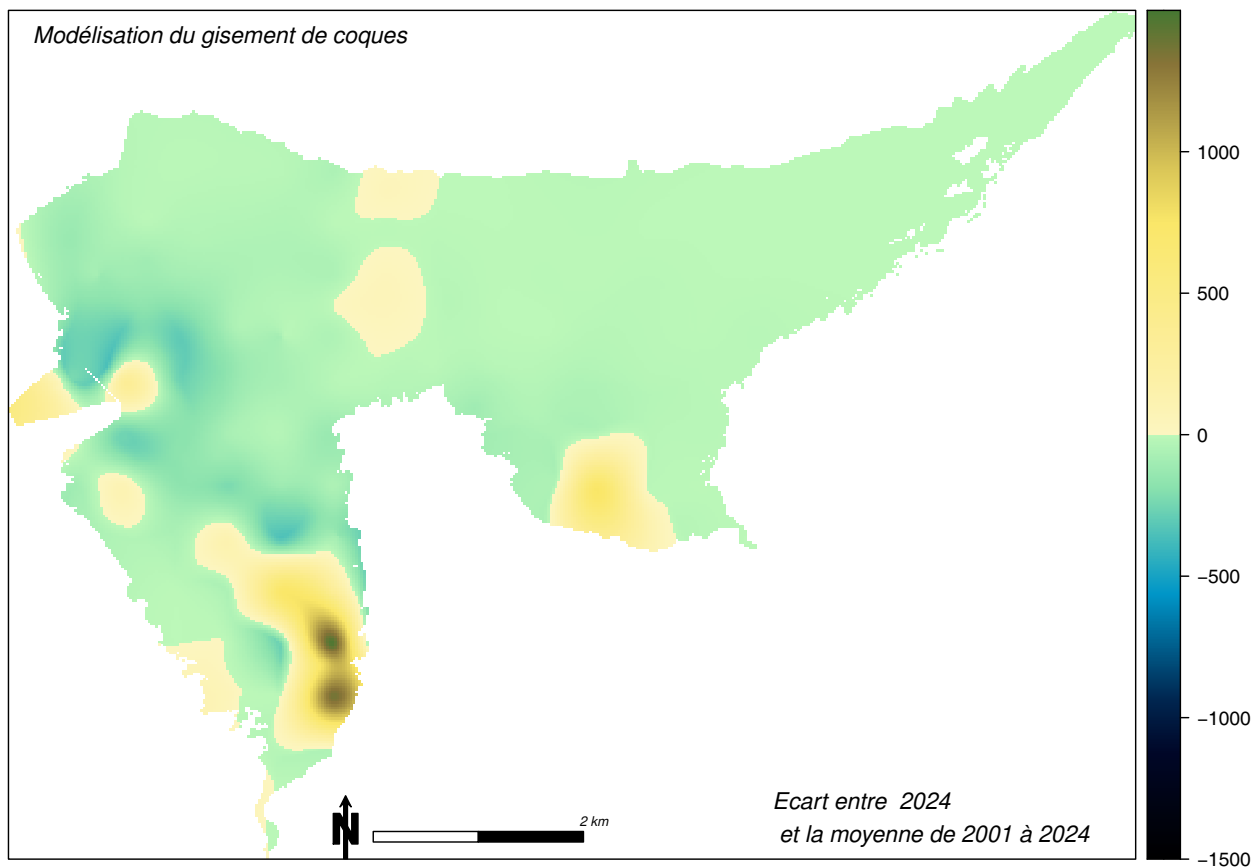 Modélisation du gisement de coques
1000
500
0
−500
−1000
−1500
N
2 km
Ecart entre 2024
et la moyenne de 2001 à 2024